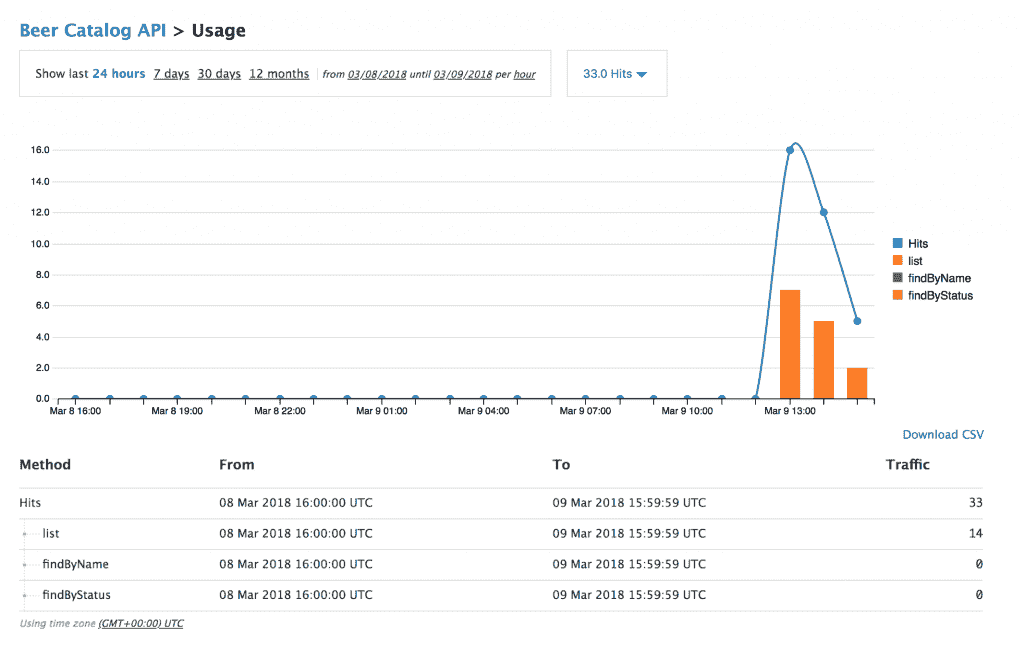 Beer Catalog API > Usage
Show last 24 hours 7 days 30 days 12 months from 03/08/2018 until 03/09/2018 per hour
33.0 Hits
16.0
14.0
12.0
10.0
8.0
6.0
4.0
2.0
0.0
Mar 8 16:00 Mar 8 19:00 Mar 8 22:00 Mar 9 01:00 Mar 9 04:00 Mar 9 07:00 Mar 9 10:00 Mar 9 13:00
Hits
list
findByName
findByStatus
Download CSV
Method From To Traffic
Hits 08 Mar 2018 16:00:00 UTC 09 Mar 2018 15:59:59 UTC 33
list 08 Mar 2018 16:00:00 UTC 09 Mar 2018 15:59:59 UTC 14
findByName 08 Mar 2018 16:00:00 UTC 09 Mar 2018 15:59:59 UTC 0
findByStatus 08 Mar 2018 16:00:00 UTC 09 Mar 2018 15:59:59 UTC 0
Using time zone (GMT+00:00) UTC